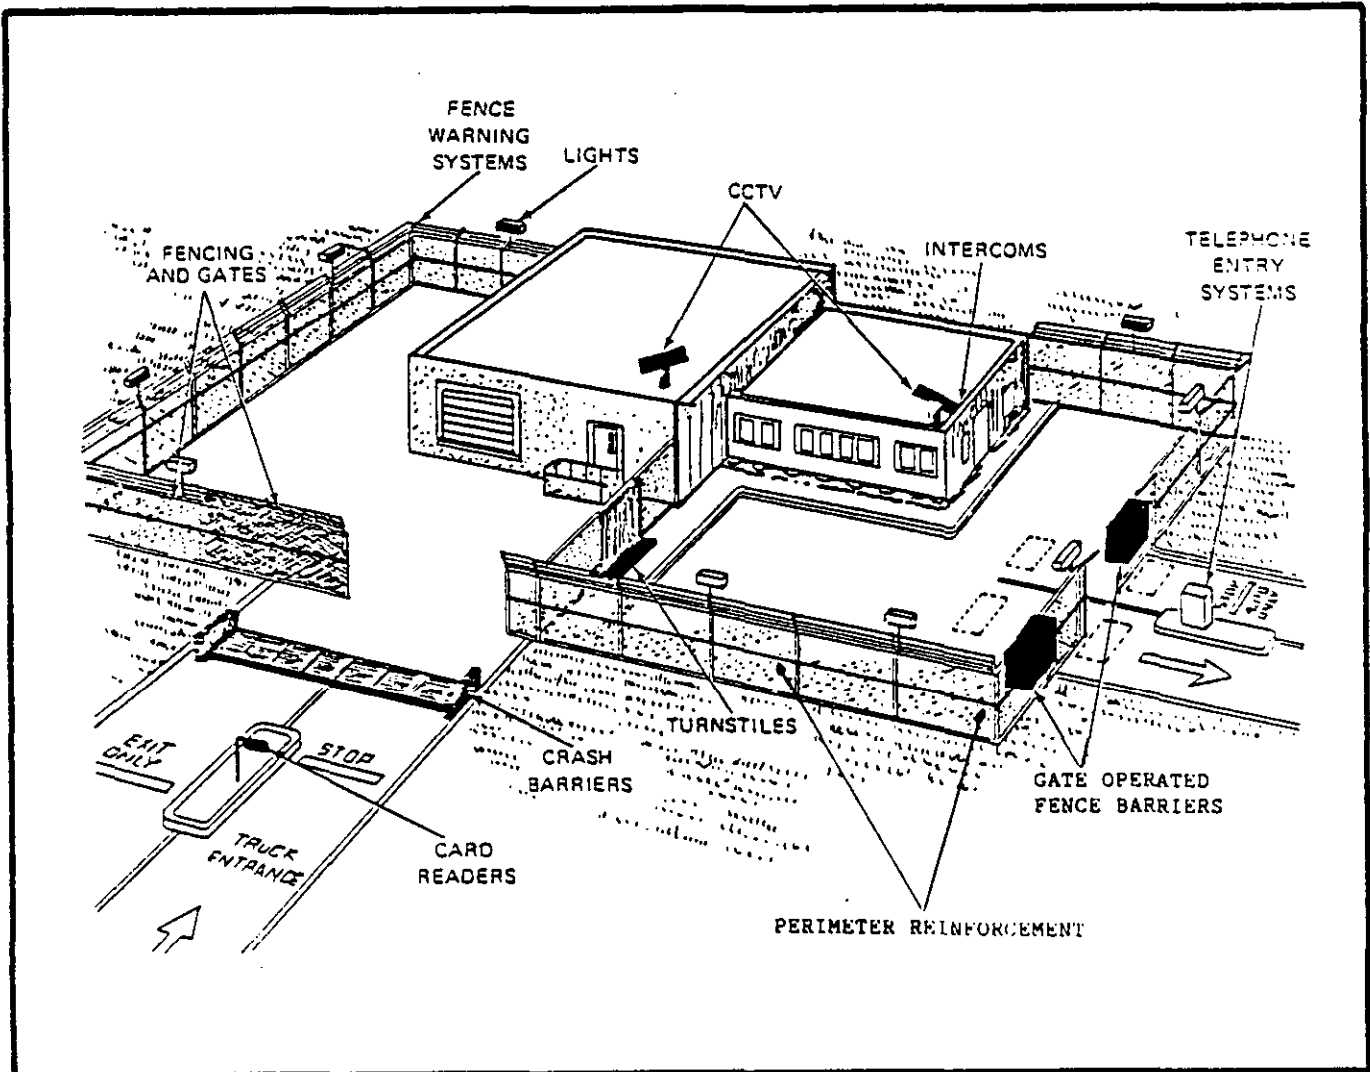 FENCE
WARNING
SYSTEMS
LIGHTS
CCTV
FENCING
AND GATES
INTERCOMS
TELEPHONE
ENTRY
SYSTEMS
TURNSTILES
CRASH
BARRIERS
EXIT
ONLY
STOP
TRUCK
ENTRANCE
CARD
READERS
GATE OPERATED
FENCE BARRIERS
PERIMETER REINFORCEMENT